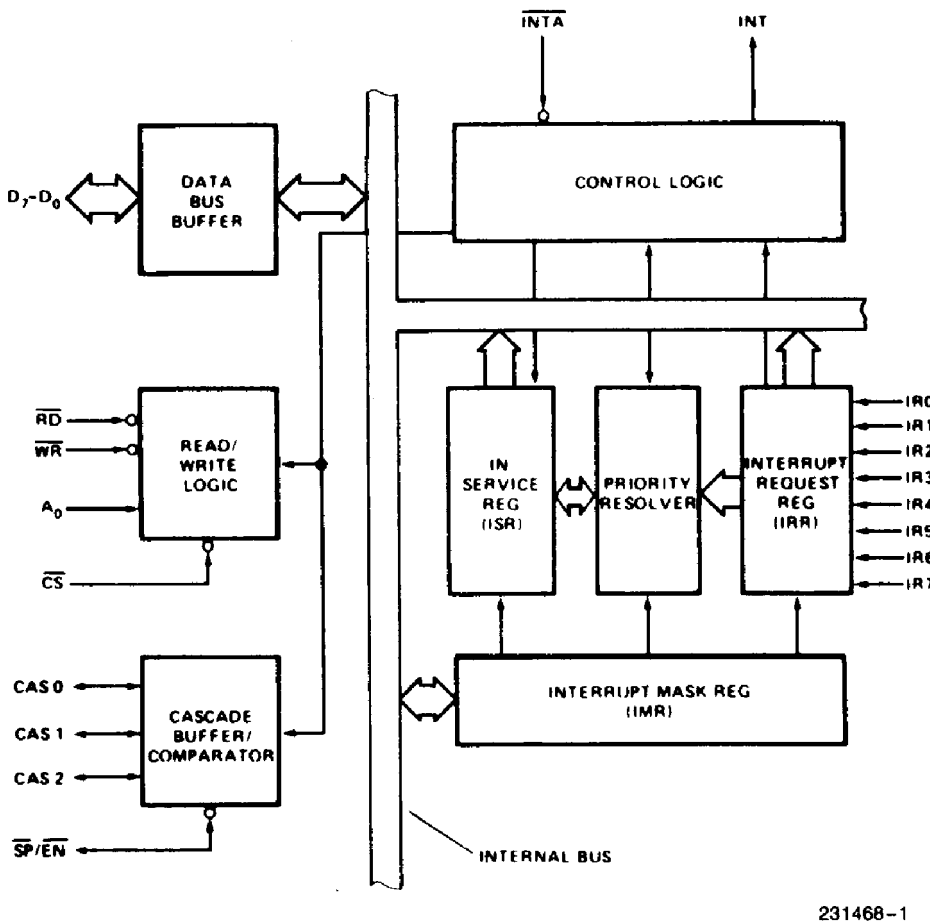 INTA
INT
D7-D0
DATA
BUS
BUFFER
CONTROL LOGIC
RD
WR
A0
CS
READ/
WRITE
LOGIC
IN
SERVICE
REG
(ISR)
PRIORITY
RESOLVER
INTERRUPT
REQUEST
REG
(IRR)
IR0
IR1
IR2
IR3
IR4
IR5
IR6
IR7
CAS 0
CAS 1
CAS 2
SP/EN
CASCADE
BUFFER/
COMPARATOR
INTERRUPT MASK REG
(IMR)
INTERNAL BUS
231468-1